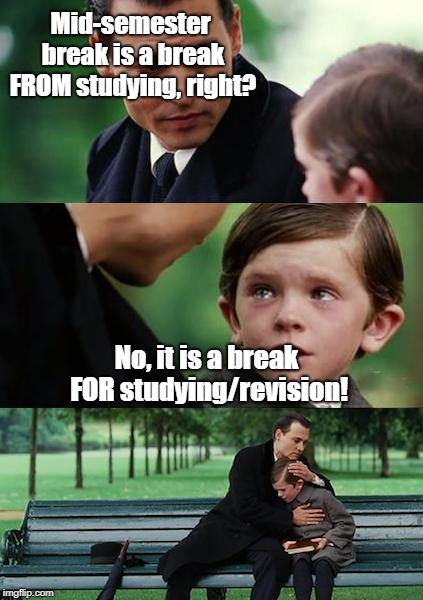 Mid-semester
break is a break
FROM studying, right?
No, it is a break
FOR studying/revision!
imgflip.com